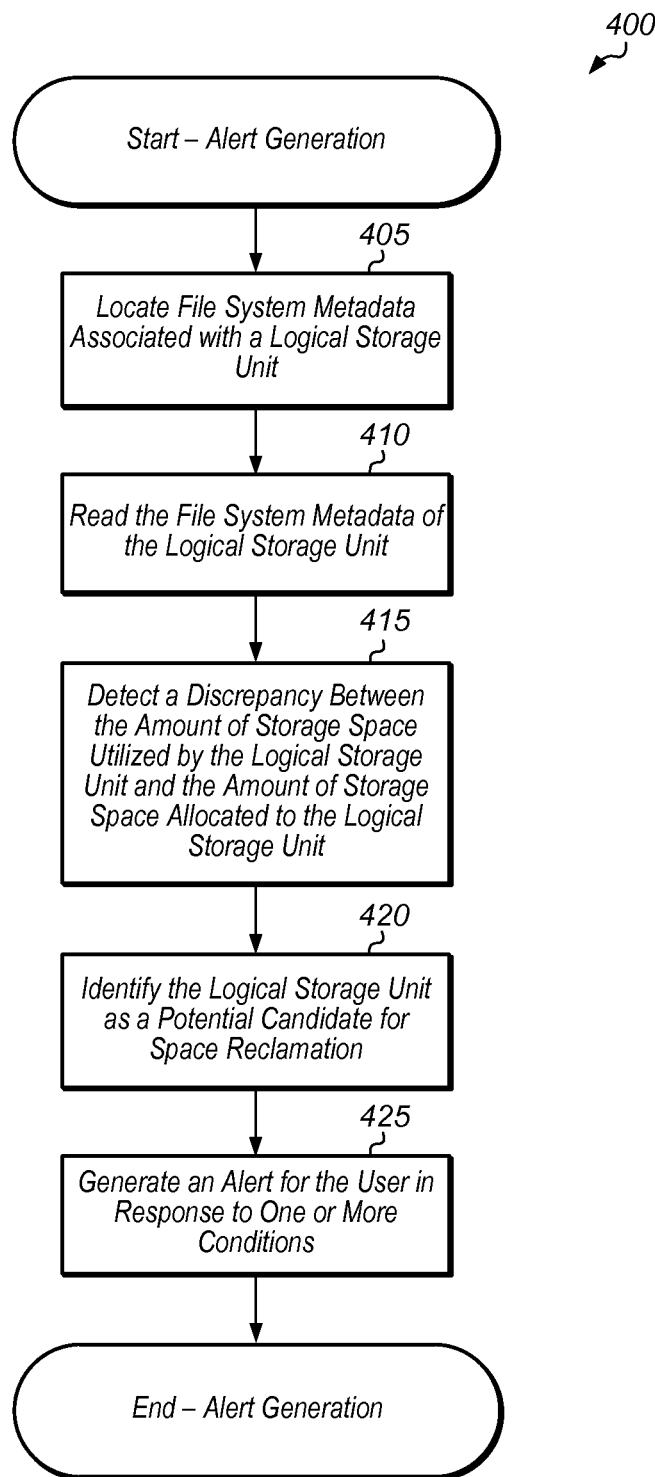 400
Start – Alert Generation
405
Locate File System Metadata
Associated with a Logical Storage
Unit
410
Read the File System Metadata of
the Logical Storage Unit
415
Detect a Discrepancy Between
the Amount of Storage Space
Utilized by the Logical Storage
Unit and the Amount of Storage
Space Allocated to the Logical
Storage Unit
420
Identify the Logical Storage Unit
as a Potential Candidate for
Space Reclamation
425
Generate an Alert for the User in
Response to One or More
Conditions
End – Alert Generation